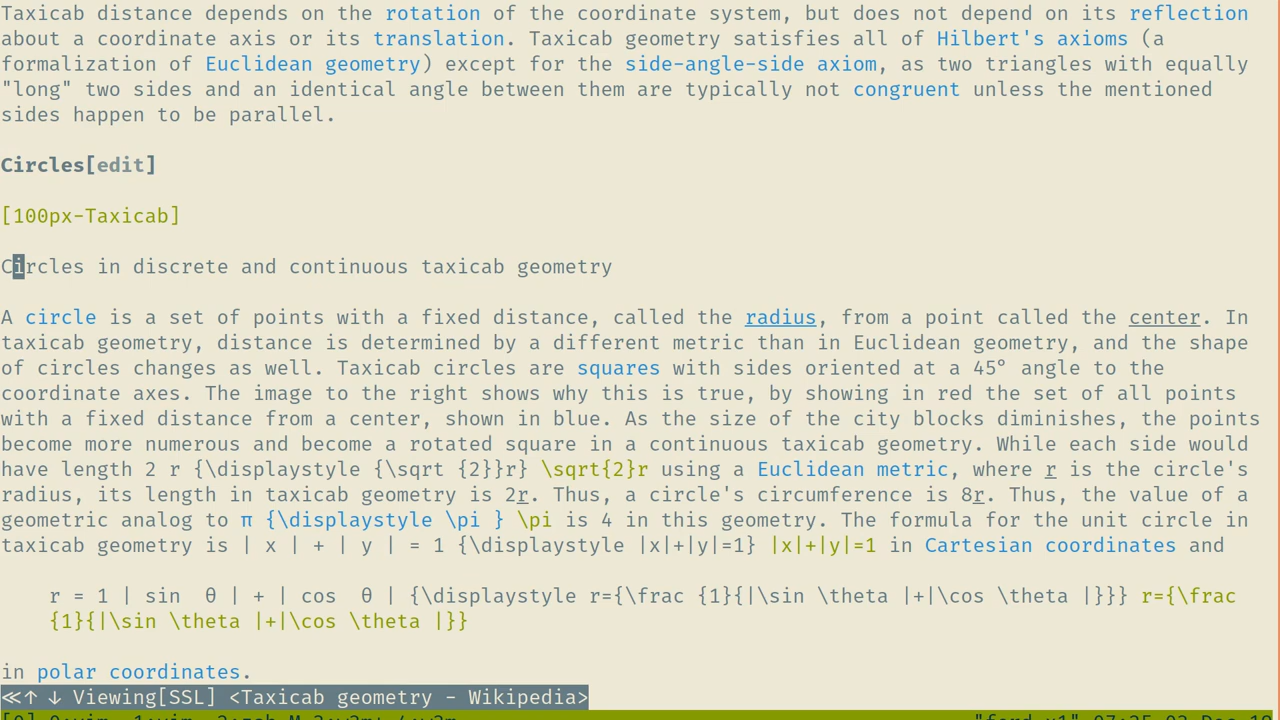 Taxicab distance depends on the rotation of the coordinate system, but does not depend on its reflection
about a coordinate axis or its translation. Taxicab geometry satisfies all of Hilbert's axioms (a
formalization of Euclidean geometry) except for the side-angle-side axiom, as two triangles with equally
"long" two sides and an identical angle between them are typically not congruent unless the mentioned
sides happen to be parallel.
Circles[edit]
[100px-Taxicab]
Circles in discrete and continuous taxicab geometry
A circle is a set of points with a fixed distance, called the radius, from a point called the center. In
taxicab geometry, distance is determined by a different metric than in Euclidean geometry, and the shape
of circles changes as well. Taxicab circles are squares with sides oriented at a 45° angle to the
coordinate axes. The image to the right shows why this is true, by showing in red the set of all points
with a fixed distance from a center, shown in blue. As the size of the city blocks diminishes, the points
become more numerous and become a rotated square in a continuous taxicab geometry. While each side would
have length 2 r {\displaystyle {\sqrt {2}}r} \sqrt{2}r using a Euclidean metric, where r is the circle's
radius, its length in taxicab geometry is 2r. Thus, a circle's circumference is 8r. Thus, the value of a
geometric analog to π {\displaystyle \pi } \pi is 4 in this geometry. The formula for the unit circle in
taxicab geometry is | x | + | y | = 1 {\displaystyle |x|+|y|=1} |x|+|y|=1 in Cartesian coordinates and
r = 1 | sin  θ | + | cos  θ | {\displaystyle r={\frac {1}{|\sin \theta |+|\cos \theta |}}} r={\frac
{1}{|\sin \theta |+|\cos \theta |}}
in polar coordinates.
≪↑ ↓ Viewing[SSL] <Taxicab geometry - Wikipedia>